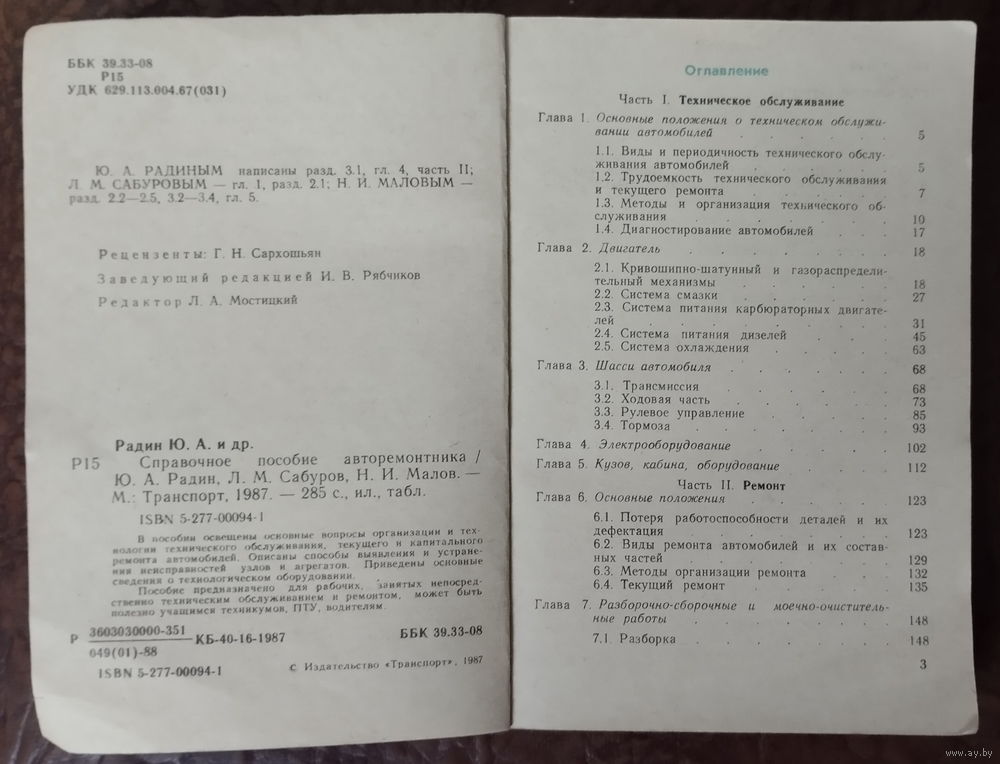 ББК 39.33-08
Р15
УДК 629.113.004.67(031)
Ю. А. РАДИНЫМ написаны разд. 3.1, гл. 4, часть II;
Л. М. САБУРОВЫМ — гл. 1, разд. 2.1; Н. И. МАЛОВЫМ —
разд. 2.2—2.5, 3.2—3.4, гл. 5.
Рецензенты: Г. Н. Сархошьян
Заведующий редакцией И. В. Рябчиков
Редактор Л. А. Мостицкий
Радин Ю. А. и др.
Р15 Справочное пособие авторемонтника /
Ю. А. Радин, Л. М. Сабуров, Н. И. Малов. —
М.: Транспорт, 1987. — 285 с., ил., табл.
ISBN 5-277-00094-1
В пособии освещены основные вопросы организации и тех-
нологии технического обслуживания, текущего и капитального
ремонта автомобилей. Описаны способы выявления и устране-
ния неисправностей узлов и агрегатов. Приведены основные
сведения о технологическом оборудовании.
Пособие предназначено для рабочих, занятых непосред-
ственно техническим обслуживанием и ремонтом, может быть
полезно учащимся техникумов, ПТУ, водителям.
Р 3603030000-351
049(01)-88 КБ-40-16-1987 ББК 39.33-08
ISBN 5-277-00094-1
© Издательство «Транспорт», 1987
Оглавление
Часть I. Техническое обслуживание
Глава 1. Основные положения о техническом обслужи-
вании автомобилей . . . . . . 5
1.1. Виды и периодичность технического обслу-
живания автомобилей . . . . . . 5
1.2. Трудоемкость технического обслуживания
и текущего ремонта . . . . . . 7
1.3. Методы и организация технического об-
служивания . . . . . . . 10
1.4. Диагностирование автомобилей . . . 17
Глава 2. Двигатель . . . . . . . . 18
2.1. Кривошипно-шатунный и газораспредели-
тельный механизмы . . . . . . 18
2.2. Система смазки . . . . . . 27
2.3. Система питания карбюраторных двигате-
лей . . . . . . . . 31
2.4. Система питания дизелей . . . . 45
2.5. Система охлаждения . . . . . 63
Глава 3. Шасси автомобиля . . . . . . 68
3.1. Трансмиссия . . . . . . 68
3.2. Ходовая часть . . . . . . 73
3.3. Рулевое управление . . . . . 85
3.4. Тормоза . . . . . . . 93
Глава 4. Электрооборудование . . . . . 102
Глава 5. Кузов, кабина, оборудование . . . . 112
Часть II. Ремонт
Глава 6. Основные положения . . . . . 123
6.1. Потеря работоспособности деталей и их
дефектация . . . . . . . 123
6.2. Виды ремонта автомобилей и их состав-
ных частей . . . . . . . 129
6.3. Методы организации ремонта . . . 132
6.4. Текущий ремонт . . . . . . 135
Глава 7. Разборочно-сборочные и моечно-очиститель-
ные работы . . . . . . . 148
7.1. Разборка . . . . . . . 148
3
www.ay.by